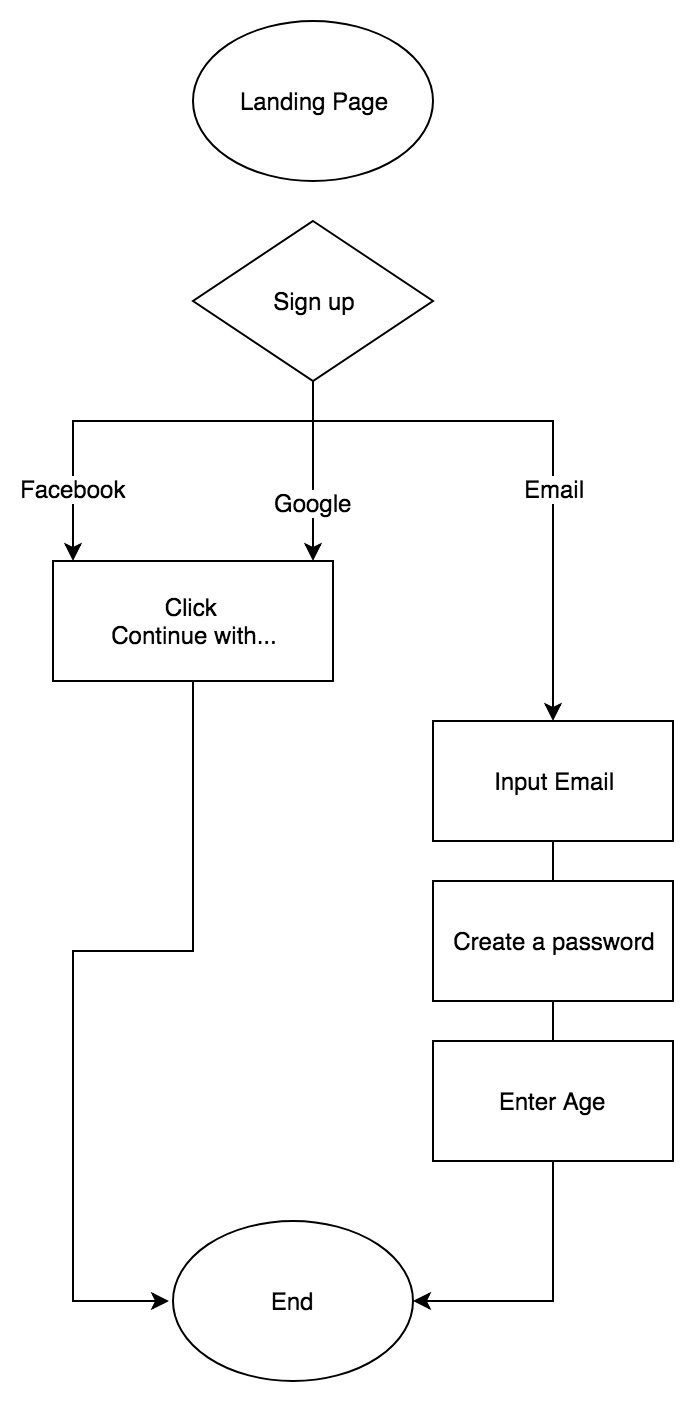 Landing Page
Sign up
Facebook
Google
Email
Click
Continue with...
Input Email
Create a password
Enter Age
End